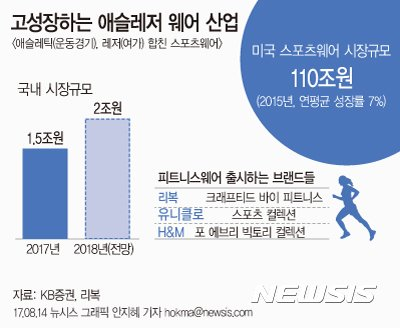 고성장하는 애슬레저 웨어 산업
<애슬레틱(운동경기), 레저(여가) 합친 스포츠웨어>
미국 스포츠웨어 시장규모
110조원
(2015년, 연평균 성장률 7%)
국내 시장규모
1.5조원
2조원
2017년
2018년(전망)
피트니스웨어 출시하는 브랜드들
리복 크래프티드 바이 피트니스
유니클로 스포츠 컬렉션
H&M 포 에브리 빅토리 컬렉션
자료: KB증권, 리복
17.08.14 뉴시스 그래픽 안지혜 기자 hokma@newsis.com
NEWSIS